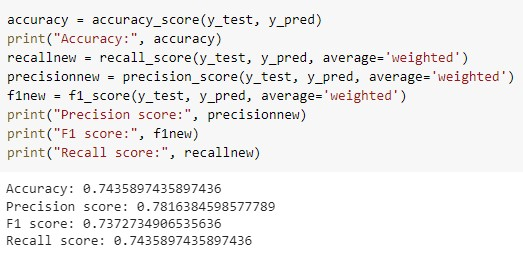 accuracy = accuracy_score(y_test, y_pred)
print("Accuracy:", accuracy)
recallnew = recall_score(y_test, y_pred, average='weighted')
precisionnew = precision_score(y_test, y_pred, average='weighted')
f1new = f1_score(y_test, y_pred, average='weighted')
print("Precision score:", precisionnew)
print("F1 score:", f1new)
print("Recall score:", recallnew)
Accuracy: 0.7435897435897436
Precision score: 0.7816384598577789
F1 score: 0.7372734906535636
Recall score: 0.7435897435897436